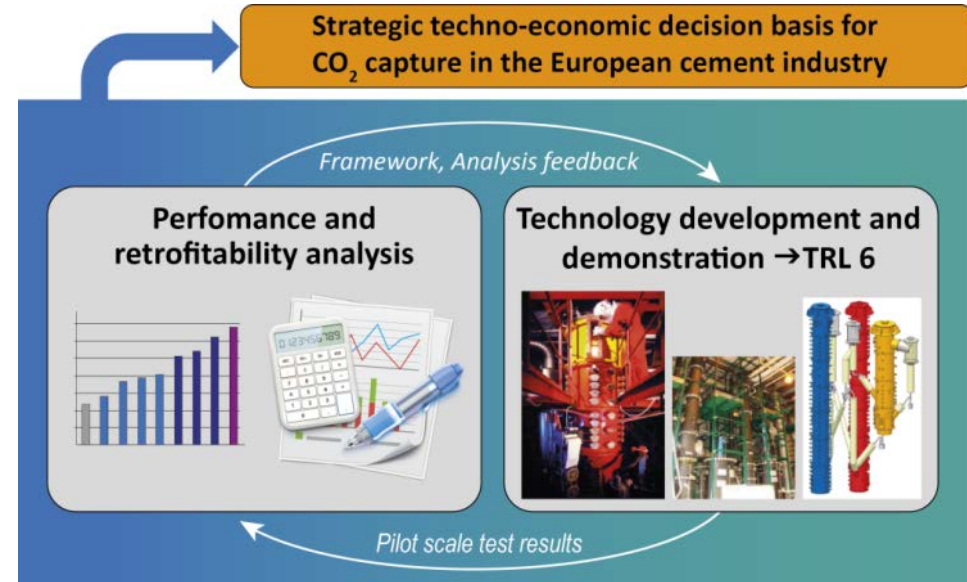 Strategic techno-economic decision basis for
CO₂ capture in the European cement industry
Framework, Analysis feedback
Perfomance and
retrofitability analysis
Technology development and
demonstration →TRL 6
0123456789
Pilot scale test results